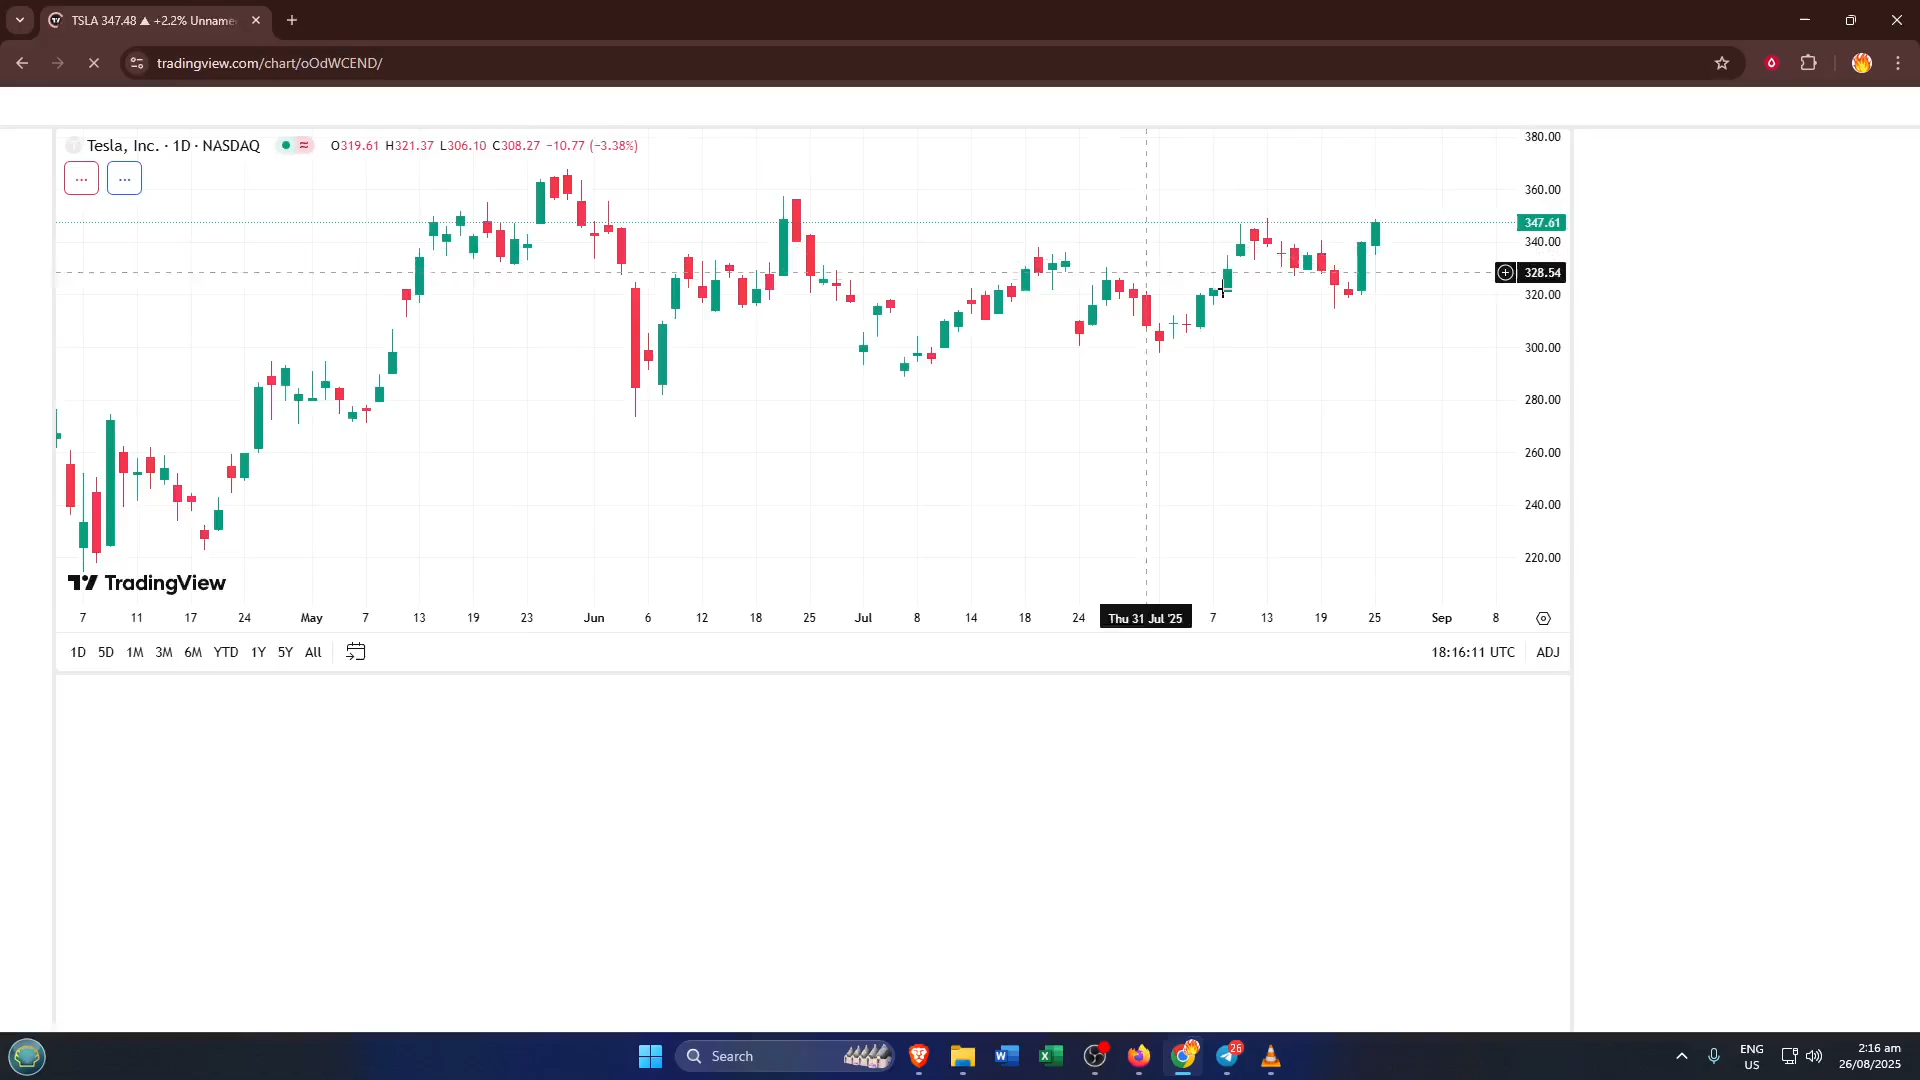 TSLA 347.48 ▲ +2.2% Unname
tradingview.com/chart/oOdWCEND/
Tesla, Inc. · 1D · NASDAQ
O319.61 H321.37 L306.10 C308.27 −10.77 (−3.38%)
380.00
360.00
347.61
340.00
328.54
320.00
300.00
280.00
260.00
240.00
220.00
TradingView
7 11 17 24 May 7 13 19 23 Jun 6 12 18 25 Jul 8 14 18 24 Thu 31 Jul '25 7 13 19 25 Sep 8
1D 5D 1M 3M 6M YTD 1Y 5Y All
18:16:11 UTC ADJ
Search
26
ENG
US
2:16 am
26/08/2025